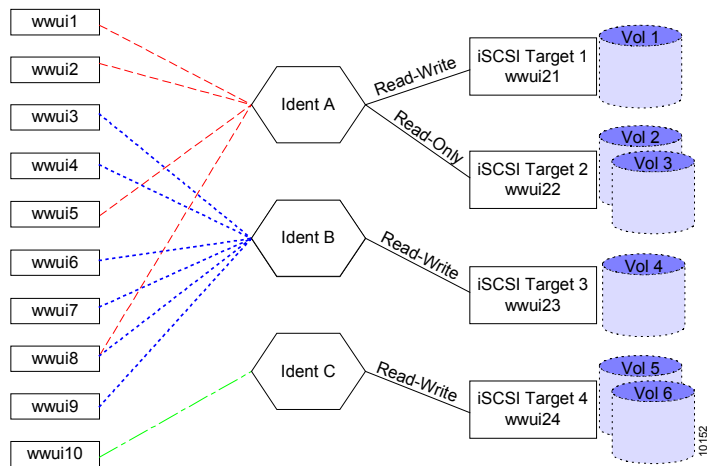 wwui1
wwui2
wwui3
wwui4
wwui5
wwui6
wwui7
wwui8
wwui9
wwui10
Ident A
Ident B
Ident C
Read-Write
Read-Only
Read-Write
Read-Write
iSCSI Target 1
wwui21
iSCSI Target 2
wwui22
iSCSI Target 3
wwui23
iSCSI Target 4
wwui24
Vol 1
Vol 2
Vol 3
Vol 4
Vol 5
Vol 6
10152